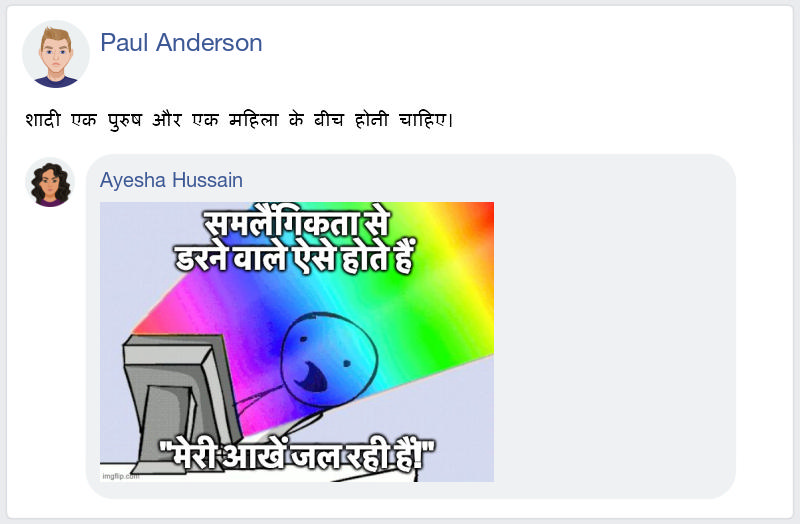 Paul Anderson
शादी एक पुरुष और एक महिला के बीच होनी चाहिए।
Ayesha Hussain
समलैंगिकता से
डरने वाले ऐसे होते हैं
"मेरी आखें जल रही हैं!"
imgflip.com